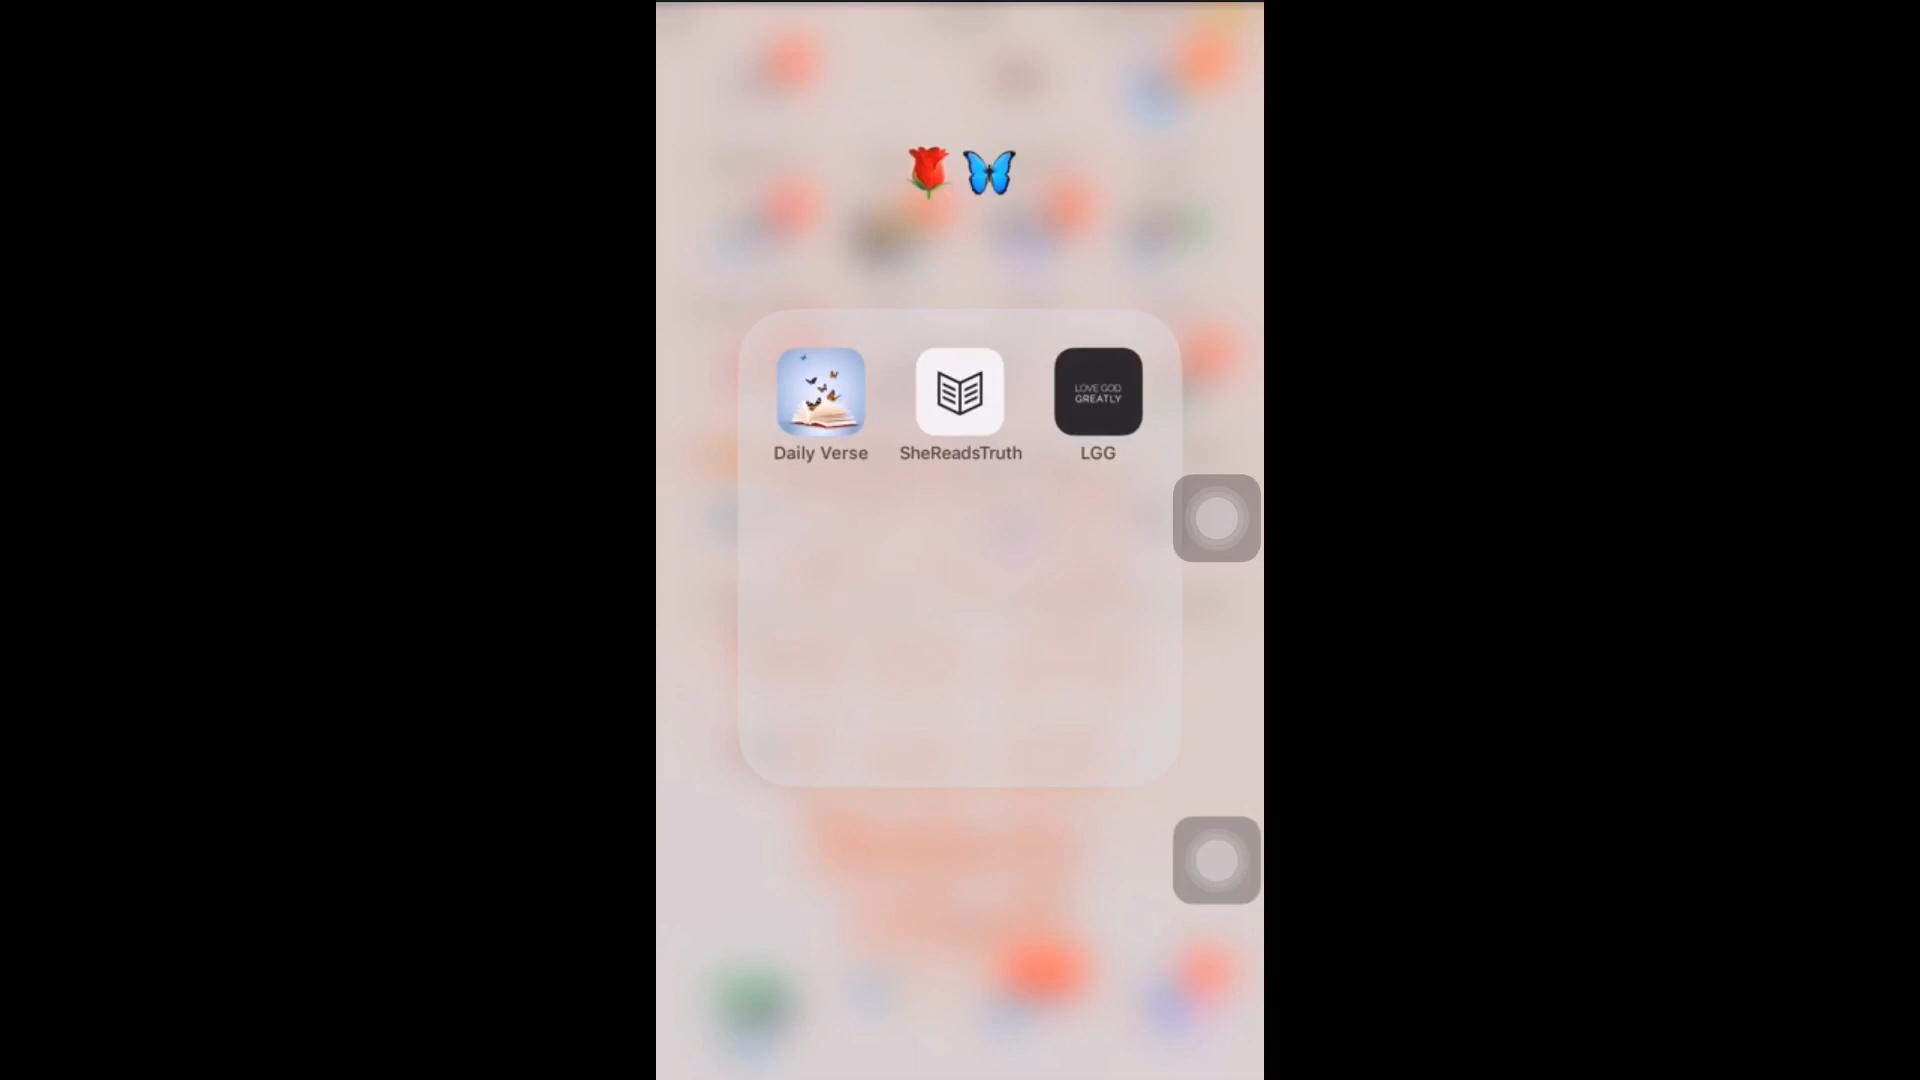 🌹🦋
Daily Verse
SheReadsTruth
LOVE GOD
GREATLY
LGG